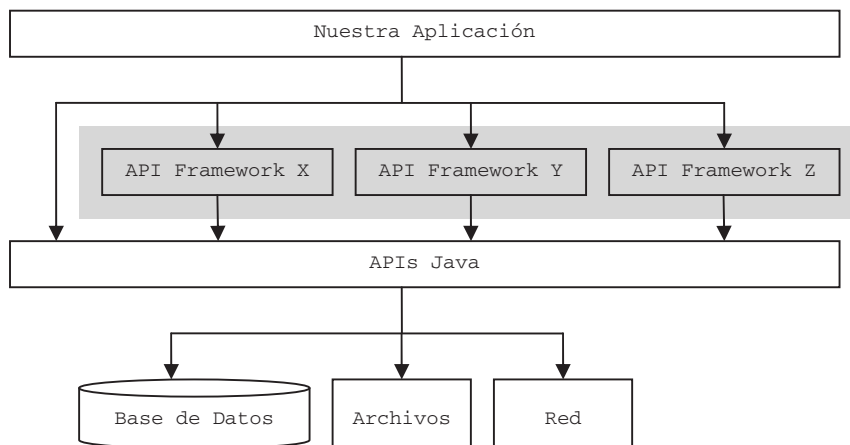 Nuestra Aplicación
API Framework X
API Framework Y
API Framework Z
APIs Java
Base de Datos
Archivos
Red